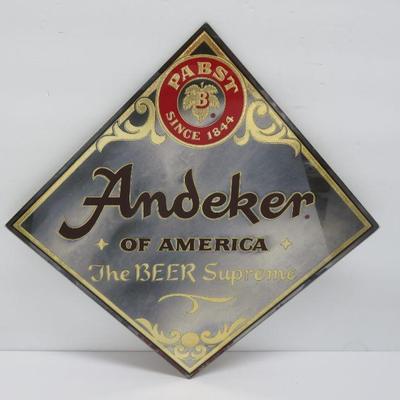 PABST
B
SINCE 1844
Andeker®
OF AMERICA
The BEER Supreme